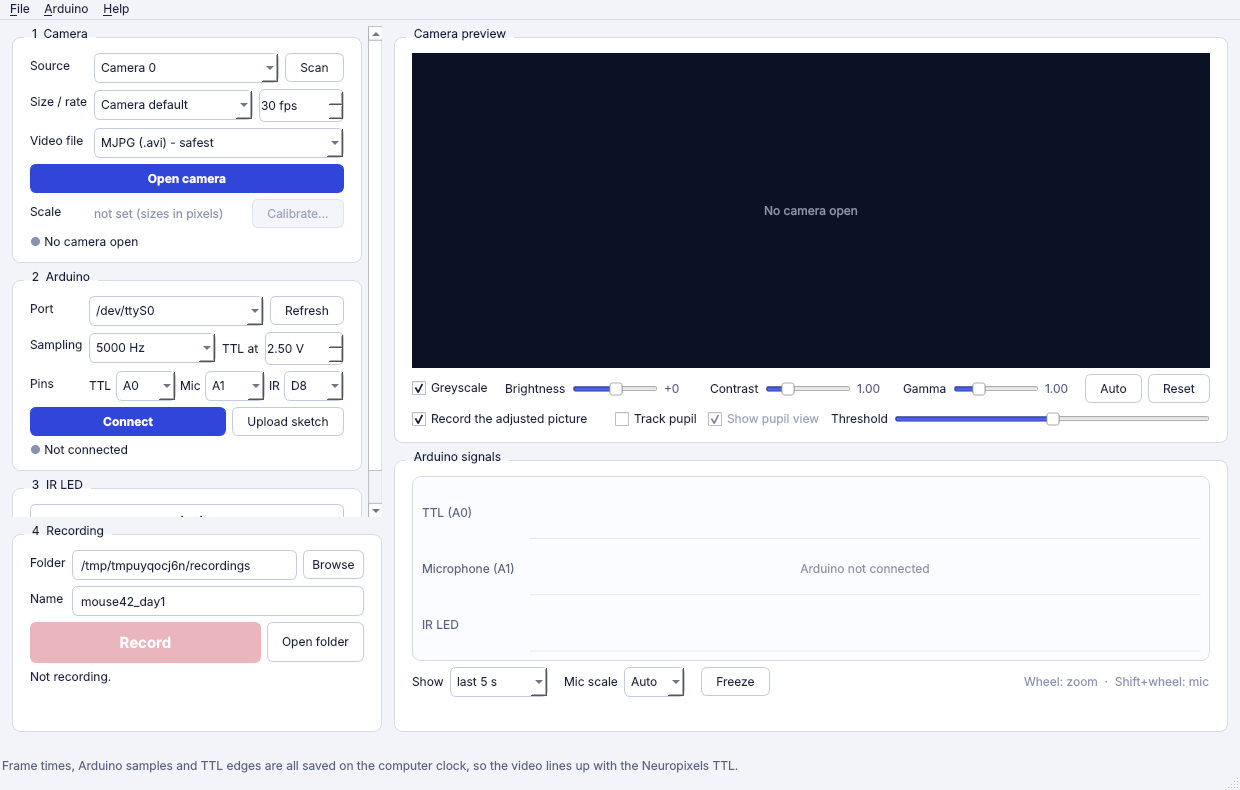 File Arduino Help
1 Camera
Source Camera 0 Scan
Size / rate Camera default 30 fps
Video file MJPG (.avi) - safest
Open camera
Scale not set (sizes in pixels) Calibrate...
No camera open
2 Arduino
Port /dev/ttyS0 Refresh
Sampling 5000 Hz TTL at 2.50 V
Pins TTL A0 Mic A1 IR D8
Connect Upload sketch
Not connected
3 IR LED
4 Recording
Folder /tmp/tmpuyqocj6n/recordings Browse
Name mouse42_day1
Record Open folder
Not recording.
Camera preview
No camera open
Greyscale Brightness +0 Contrast 1.00 Gamma 1.00 Auto Reset
Record the adjusted picture Track pupil Show pupil view Threshold
Arduino signals
TTL (A0)
Microphone (A1) Arduino not connected
IR LED
Show last 5 s Mic scale Auto Freeze Wheel: zoom · Shift+wheel: mic
Frame times, Arduino samples and TTL edges are all saved on the computer clock, so the video lines up with the Neuropixels TTL.